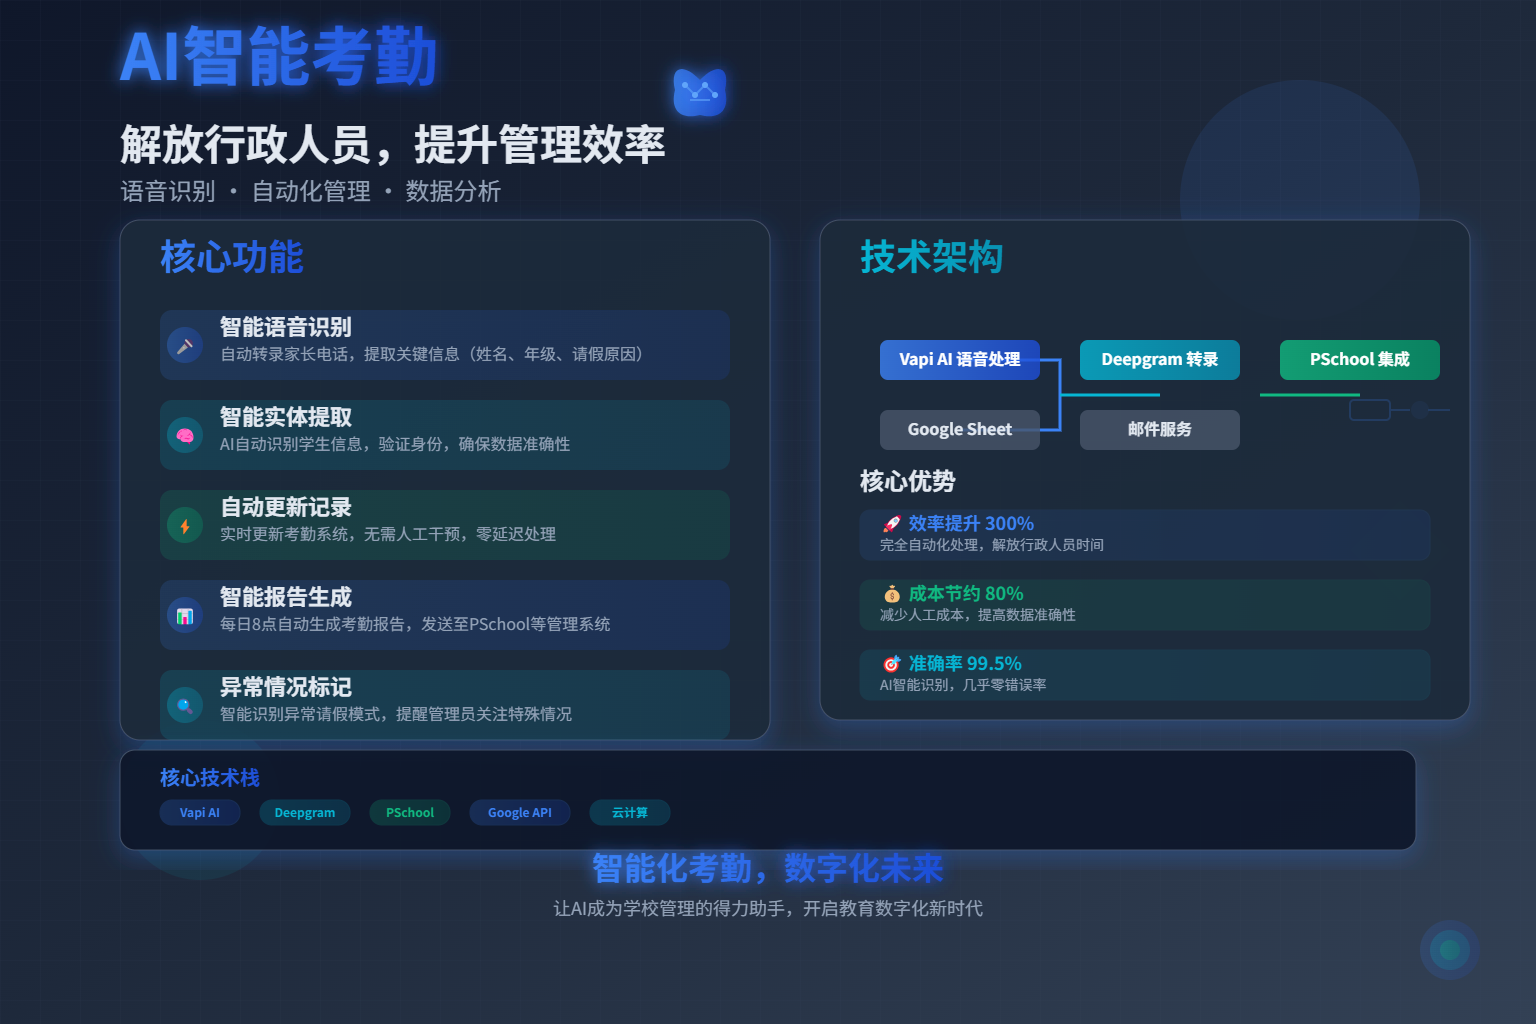 AI智能考勤
解放行政人员，提升管理效率
语音识别 • 自动化管理 • 数据分析
核心功能
智能语音识别
自动转录家长电话，提取关键信息（姓名、年级、请假原因）
智能实体提取
AI自动识别学生信息，验证身份，确保数据准确性
自动更新记录
实时更新考勤系统，无需人工干预，零延迟处理
智能报告生成
每日8点自动生成考勤报告，发送至PSchool等管理系统
异常情况标记
智能识别异常请假模式，提醒管理员关注特殊情况
技术架构
Vapi AI 语音处理
Deepgram 转录
PSchool 集成
Google Sheet
邮件服务
核心优势
🚀 效率提升 300%
完全自动化处理，解放行政人员时间
💰 成本节约 80%
减少人工成本，提高数据准确性
🎯 准确率 99.5%
AI智能识别，几乎零错误率
核心技术栈
Vapi AI
Deepgram
PSchool
Google API
云计算
智能化考勤，数字化未来
让AI成为学校管理的得力助手，开启教育数字化新时代